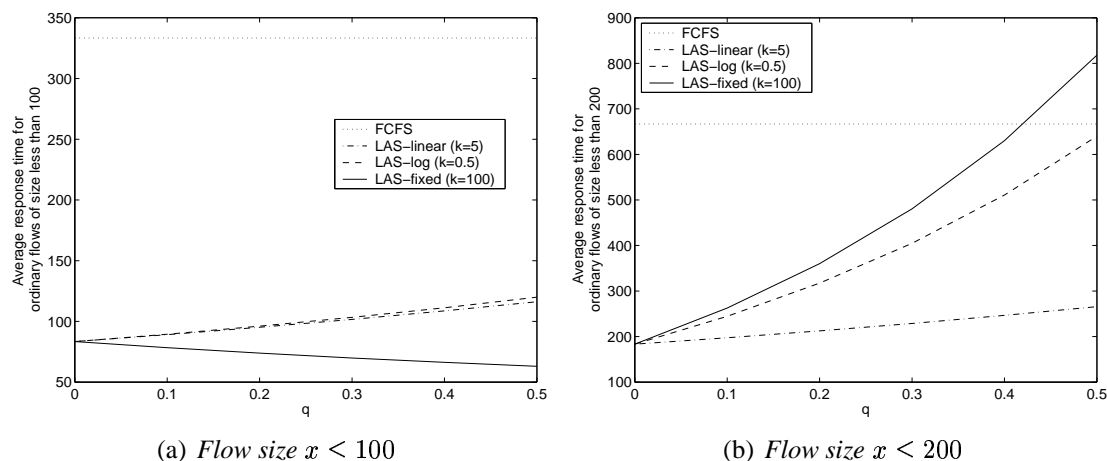 350
300
250
200
150
100
50
0
0.1
0.2
0.3
0.4
0.5
q
Average response time for
ordinary flows of size less than 100
FCFS
LAS−linear (k=5)
LAS−log (k=0.5)
LAS−fixed (k=100)
(a) Flow size x < 100
900
800
700
600
500
400
300
200
100
0
0.1
0.2
0.3
0.4
0.5
q
Average response time for
ordinary flows of size less than 200
FCFS
LAS−linear (k=5)
LAS−log (k=0.5)
LAS−fixed (k=100)
(b) Flow size x < 200